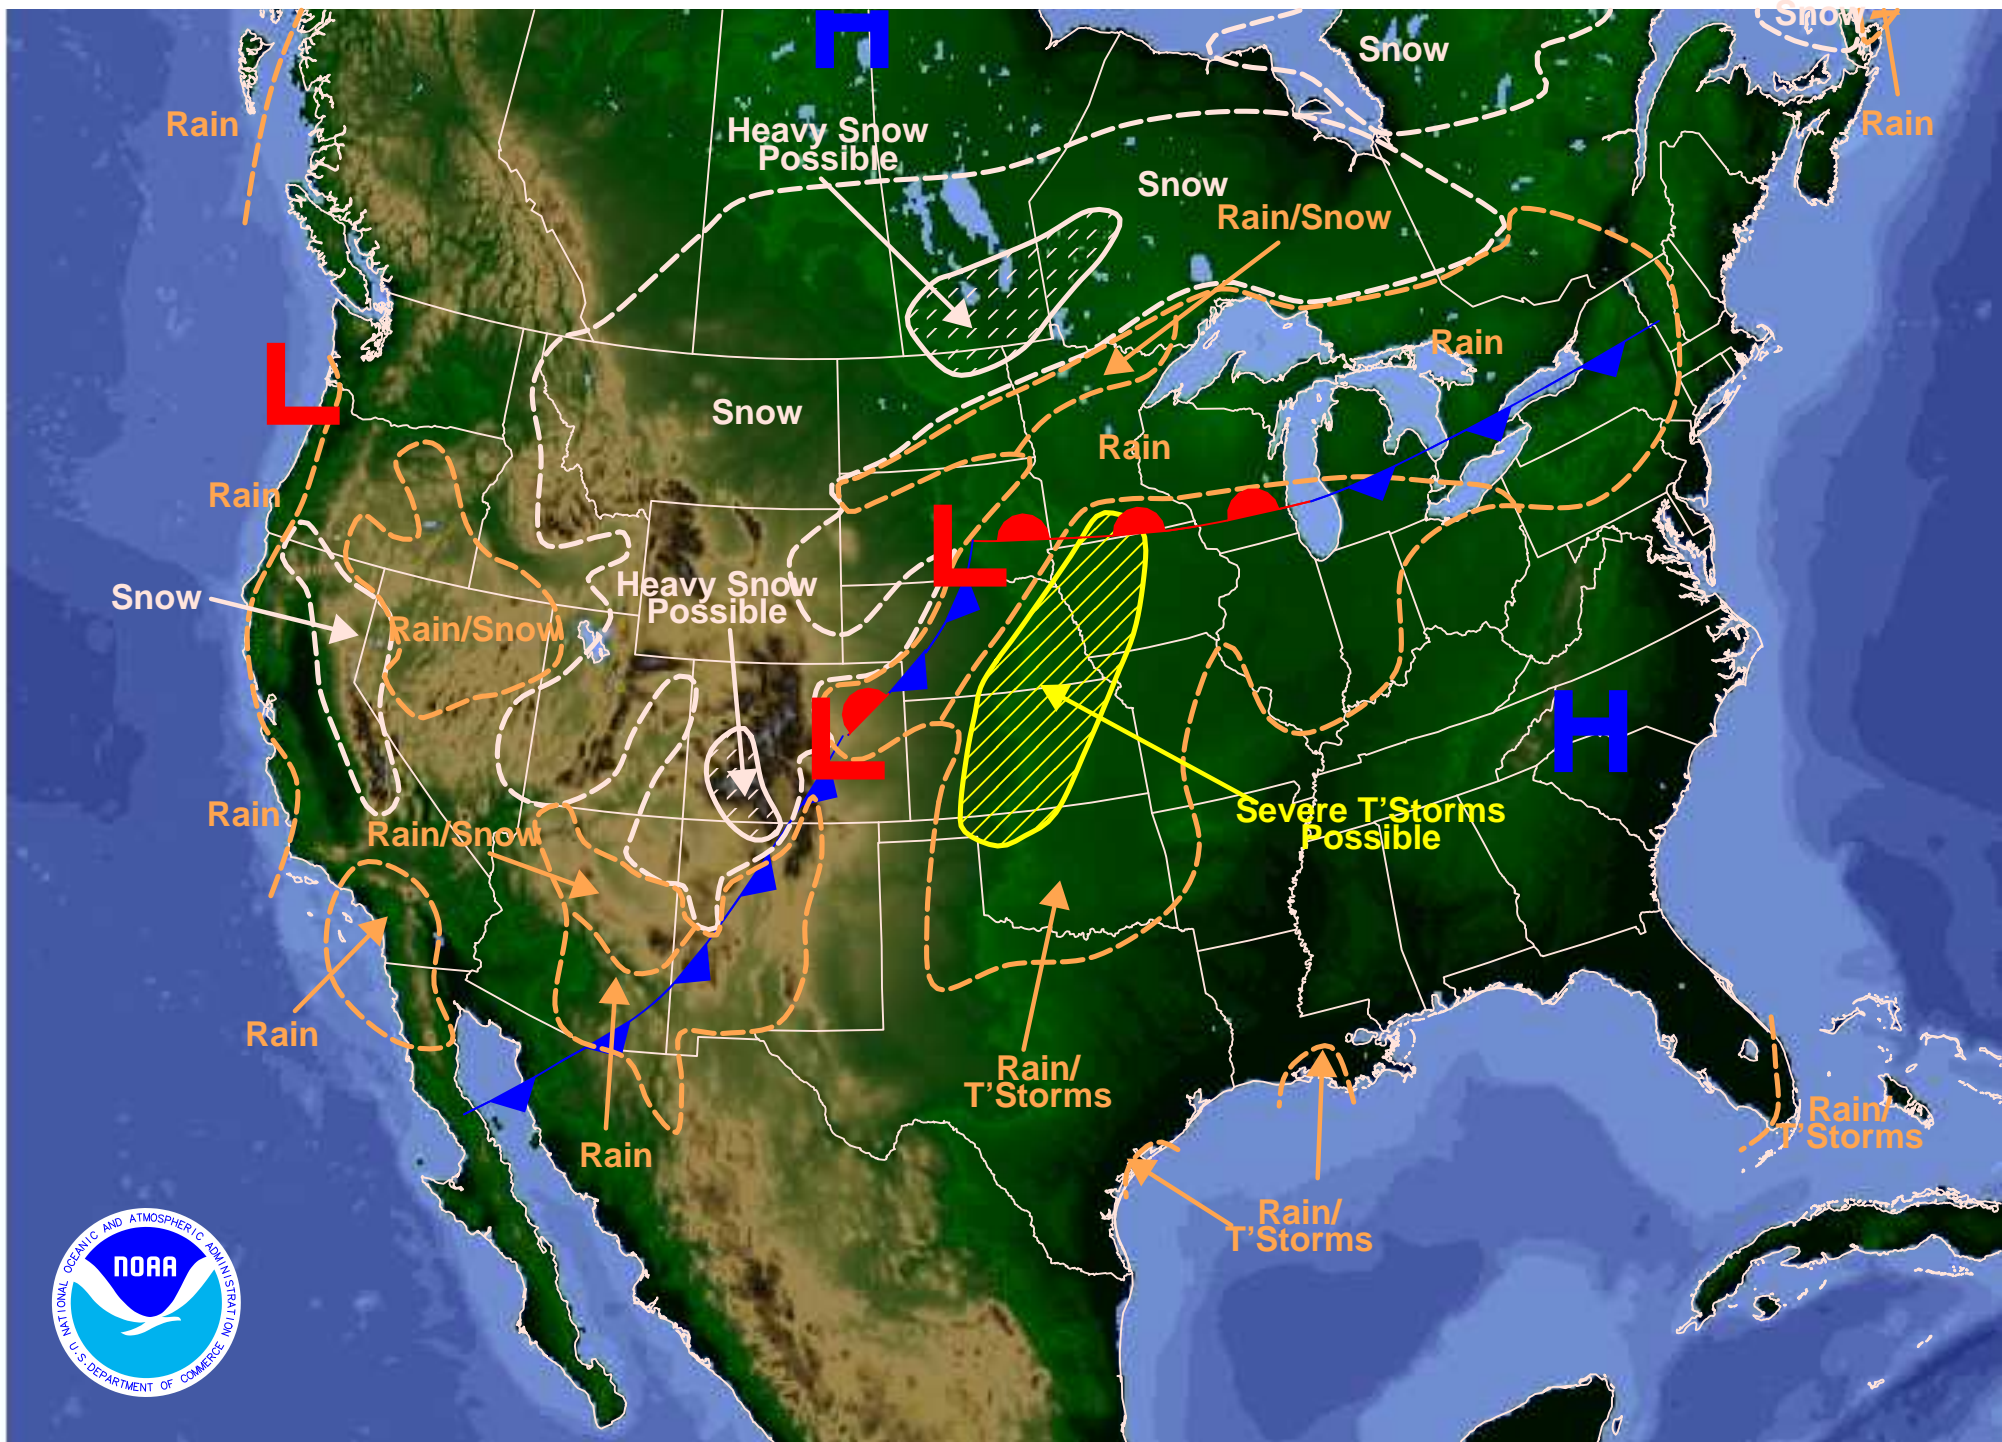 H
Snow
Snow
Rain
Rain
Heavy Snow
Possible
Snow
Rain/Snow
Rain
L
Snow
Rain
Rain
L
Snow
Heavy Snow
Possible
Rain/Snow
L
H
Rain
Rain/Snow
Severe T'Storms
Possible
Rain
Rain/
T'Storms
Rain/
T'Storms
Rain
Rain/
T'Storms
NATIONAL OCEANIC AND ATMOSPHERIC ADMINISTRATION
NOAA
U.S. DEPARTMENT OF COMMERCE